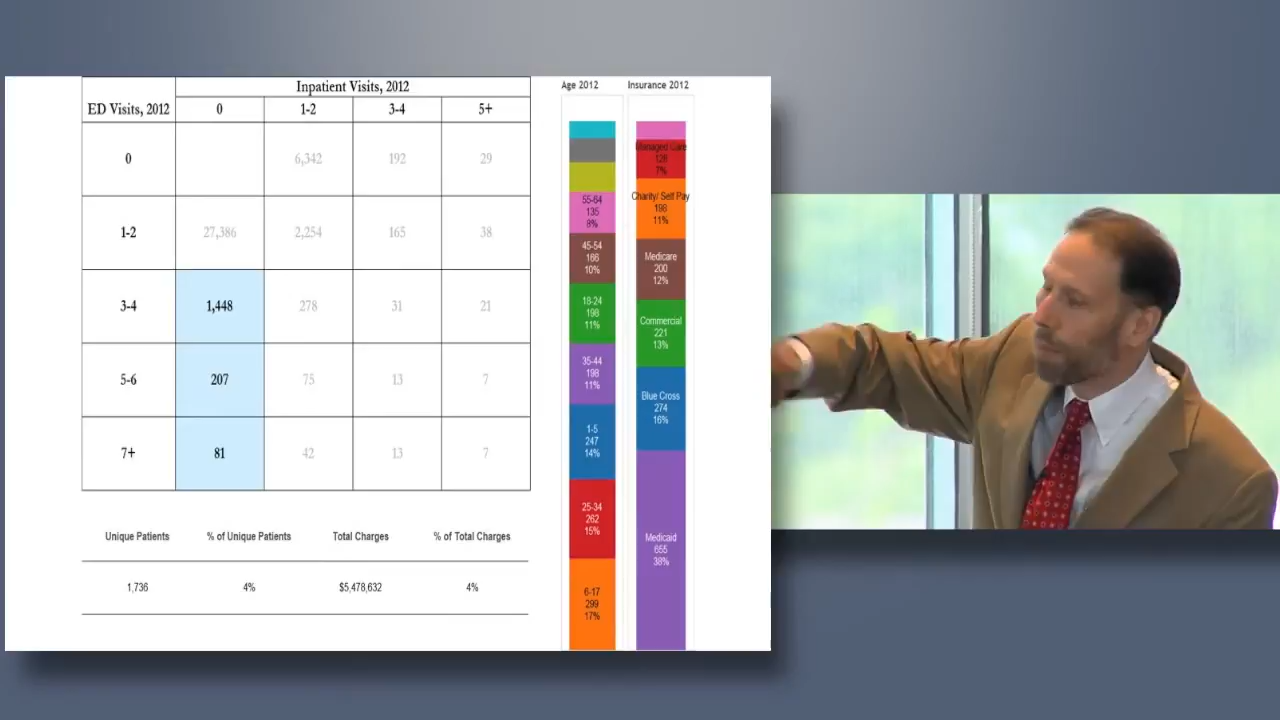 Inpatient Visits, 2012
ED Visits, 2012 0 1-2 3-4 5+
0 6,342 192 29
1-2 27,386 2,254 165 38
3-4 1,448 278 31 21
5-6 207 75 13 7
7+ 81 42 13 7
Unique Patients % of Unique Patients Total Charges % of Total Charges
1,736 4% $5,478,632 4%
Age 2012
55-64
135
8%
45-54
166
10%
18-24
198
11%
35-44
198
11%
1-5
247
14%
25-34
262
15%
6-17
299
17%
Insurance 2012
Managed Care
126
7%
Charity/ Self Pay
198
11%
Medicare
200
12%
Commercial
221
13%
Blue Cross
274
16%
Medicaid
655
38%